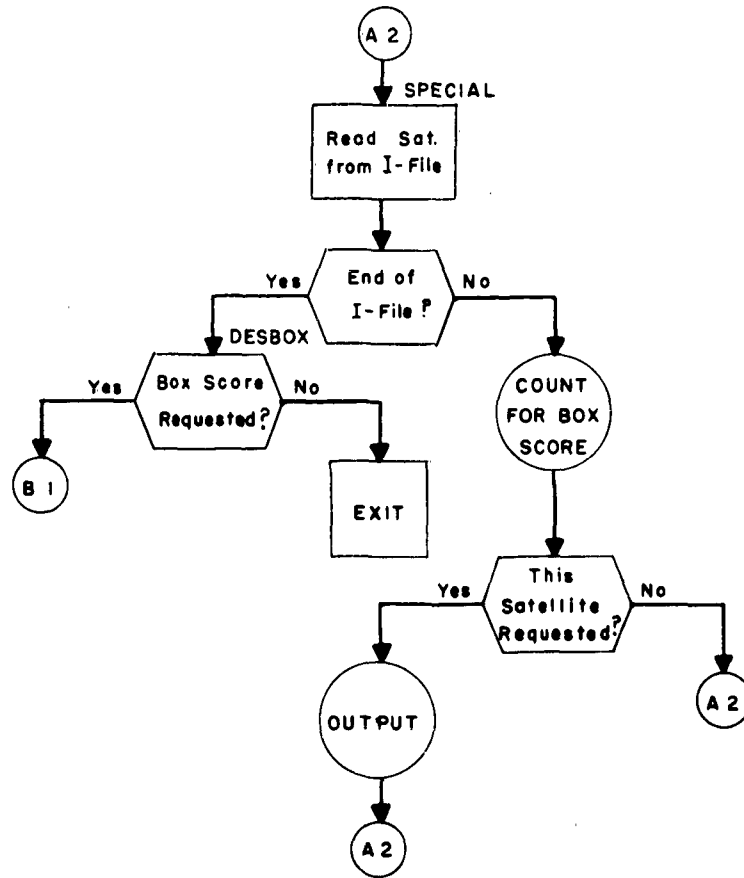 A 2
SPECIAL
Read Sat.
from I-File
Yes
End of
I-File?
No
DESBOX
Yes
Box Score
Requested?
No
COUNT
FOR BOX
SCORE
B 1
EXIT
Yes
This
Satellite
Requested?
No
OUTPUT
A 2
A 2